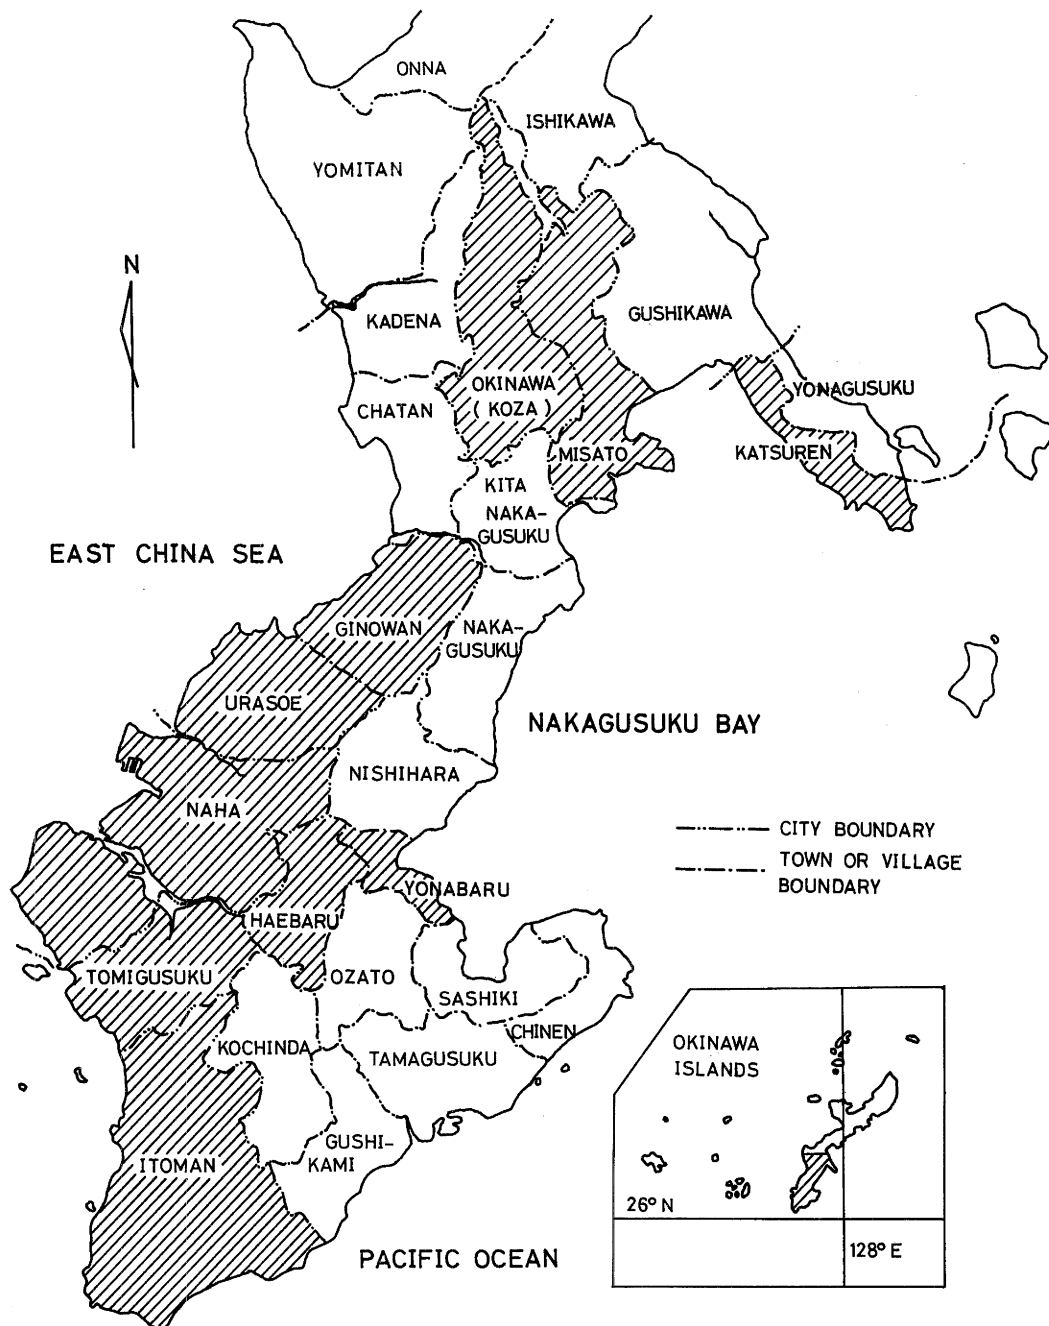 ONNA
ISHIKAWA
YOMITAN
N
GUSHIKAWA
KADENA
OKINAWA
( KOZA )
YONAGUSUKU
CHATAN
MISATO
KATSUREN
KITA
NAKA-
GUSUKU
EAST CHINA SEA
GINOWAN
NAKA-
GUSUKU
URASOE
NAKAGUSUKU BAY
NISHIHARA
NAHA
CITY BOUNDARY
TOWN OR VILLAGE
BOUNDARY
YONABARU
HAEBARU
TOMIGUSUKU
OZATO
SASHIKI
CHINEN
KOCHINDA
TAMAGUSUKU
OKINAWA
ISLANDS
GUSHI-
KAMI
ITOMAN
26° N
128° E
PACIFIC OCEAN